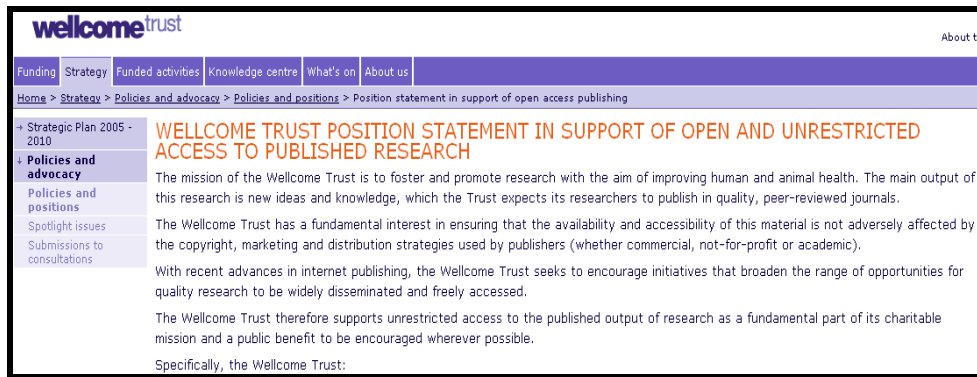 wellcometrust
About t
Funding Strategy Funded activities Knowledge centre What's on About us
Home > Strategy > Policies and advocacy > Policies and positions > Position statement in support of open access publishing
→ Strategic Plan 2005 -
2010
↓ Policies and
advocacy
Policies and
positions
Spotlight issues
Submissions to
consultations
WELLCOME TRUST POSITION STATEMENT IN SUPPORT OF OPEN AND UNRESTRICTED
ACCESS TO PUBLISHED RESEARCH
The mission of the Wellcome Trust is to foster and promote research with the aim of improving human and animal health. The main output of
this research is new ideas and knowledge, which the Trust expects its researchers to publish in quality, peer-reviewed journals.
The Wellcome Trust has a fundamental interest in ensuring that the availability and accessibility of this material is not adversely affected by
the copyright, marketing and distribution strategies used by publishers (whether commercial, not-for-profit or academic).
With recent advances in internet publishing, the Wellcome Trust seeks to encourage initiatives that broaden the range of opportunities for
quality research to be widely disseminated and freely accessed.
The Wellcome Trust therefore supports unrestricted access to the published output of research as a fundamental part of its charitable
mission and a public benefit to be encouraged wherever possible.
Specifically, the Wellcome Trust: